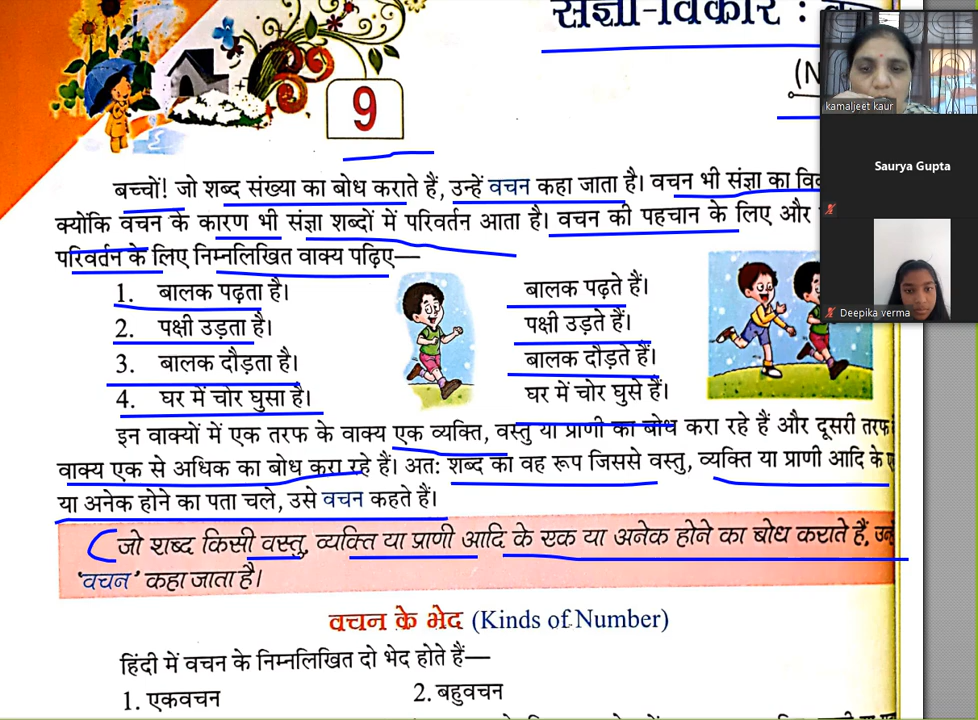 संज्ञा-विकार :
9
kamaljeet kaur
Saurya Gupta
Deepika verma
बच्चों! जो शब्द संख्या का बोध कराते हैं, उन्हें वचन कहा जाता है। वचन भी संज्ञा का
क्योंकि वचन के कारण भी संज्ञा शब्दों में परिवर्तन आता है। वचन की पहचान के लिए और
परिवर्तन के लिए निम्नलिखित वाक्य पढ़िए—
1. बालक पढ़ता है। बालक पढ़ते हैं।
2. पक्षी उड़ता है। पक्षी उड़ते हैं।
3. बालक दौड़ता है। बालक दौड़ते हैं।
4. घर में चोर घुसा है। घर में चोर घुसे हैं।
इन वाक्यों में एक तरफ के वाक्य एक व्यक्ति, वस्तु या प्राणी का बोध करा रहे हैं और दूसरी तरफ
वाक्य एक से अधिक का बोध करा रहे हैं। अत: शब्द का वह रूप जिससे वस्तु, व्यक्ति या प्राणी आदि के
या अनेक होने का पता चले, उसे वचन कहते हैं।
जो शब्द किसी वस्तु, व्यक्ति या प्राणी आदि के एक या अनेक होने का बोध कराते हैं,
'वचन' कहा जाता है।
वचन के भेद (Kinds of Number)
हिंदी में वचन के निम्नलिखित दो भेद होते हैं—
1. एकवचन 2. बहुवचन